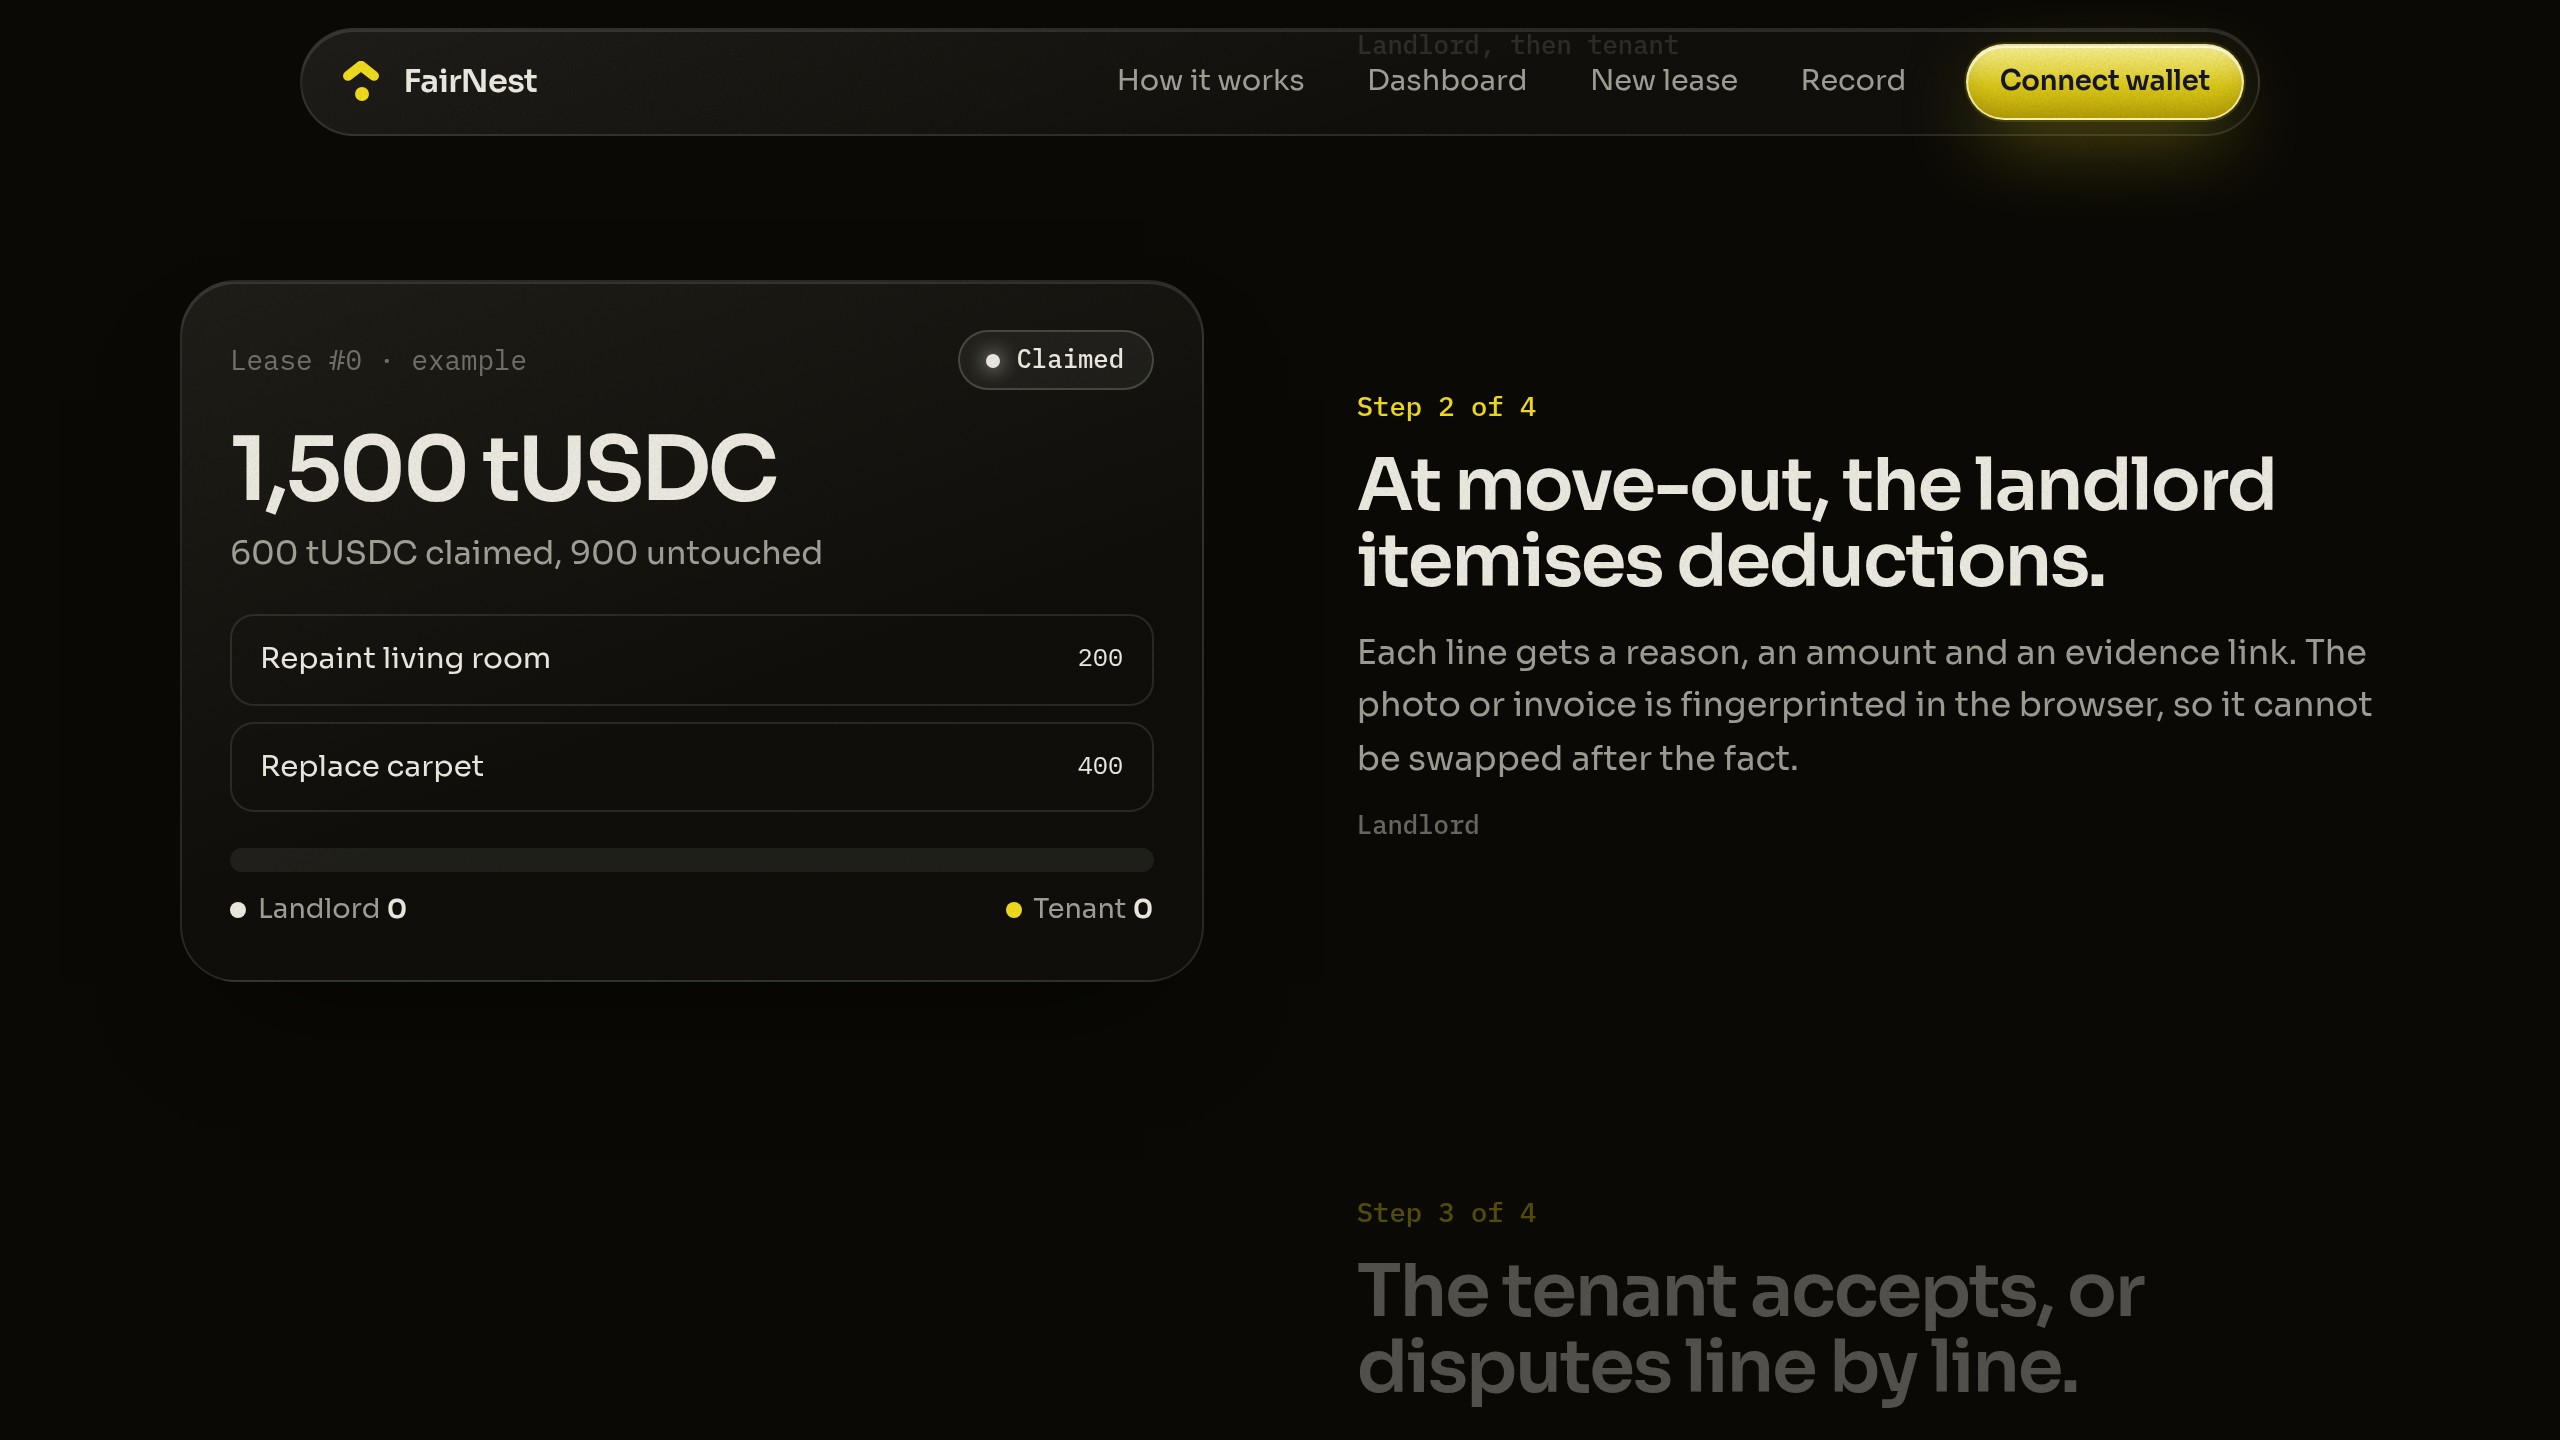 Landlord, then tenant
FairNest
How it works
Dashboard
New lease
Record
Connect wallet
Lease #0 · example
Claimed
1,500 tUSDC
600 tUSDC claimed, 900 untouched
Repaint living room 200
Replace carpet 400
Landlord 0
Tenant 0
Step 2 of 4
At move-out, the landlord
itemises deductions.
Each line gets a reason, an amount and an evidence link. The
photo or invoice is fingerprinted in the browser, so it cannot
be swapped after the fact.
Landlord
Step 3 of 4
The tenant accepts, or
disputes line by line.